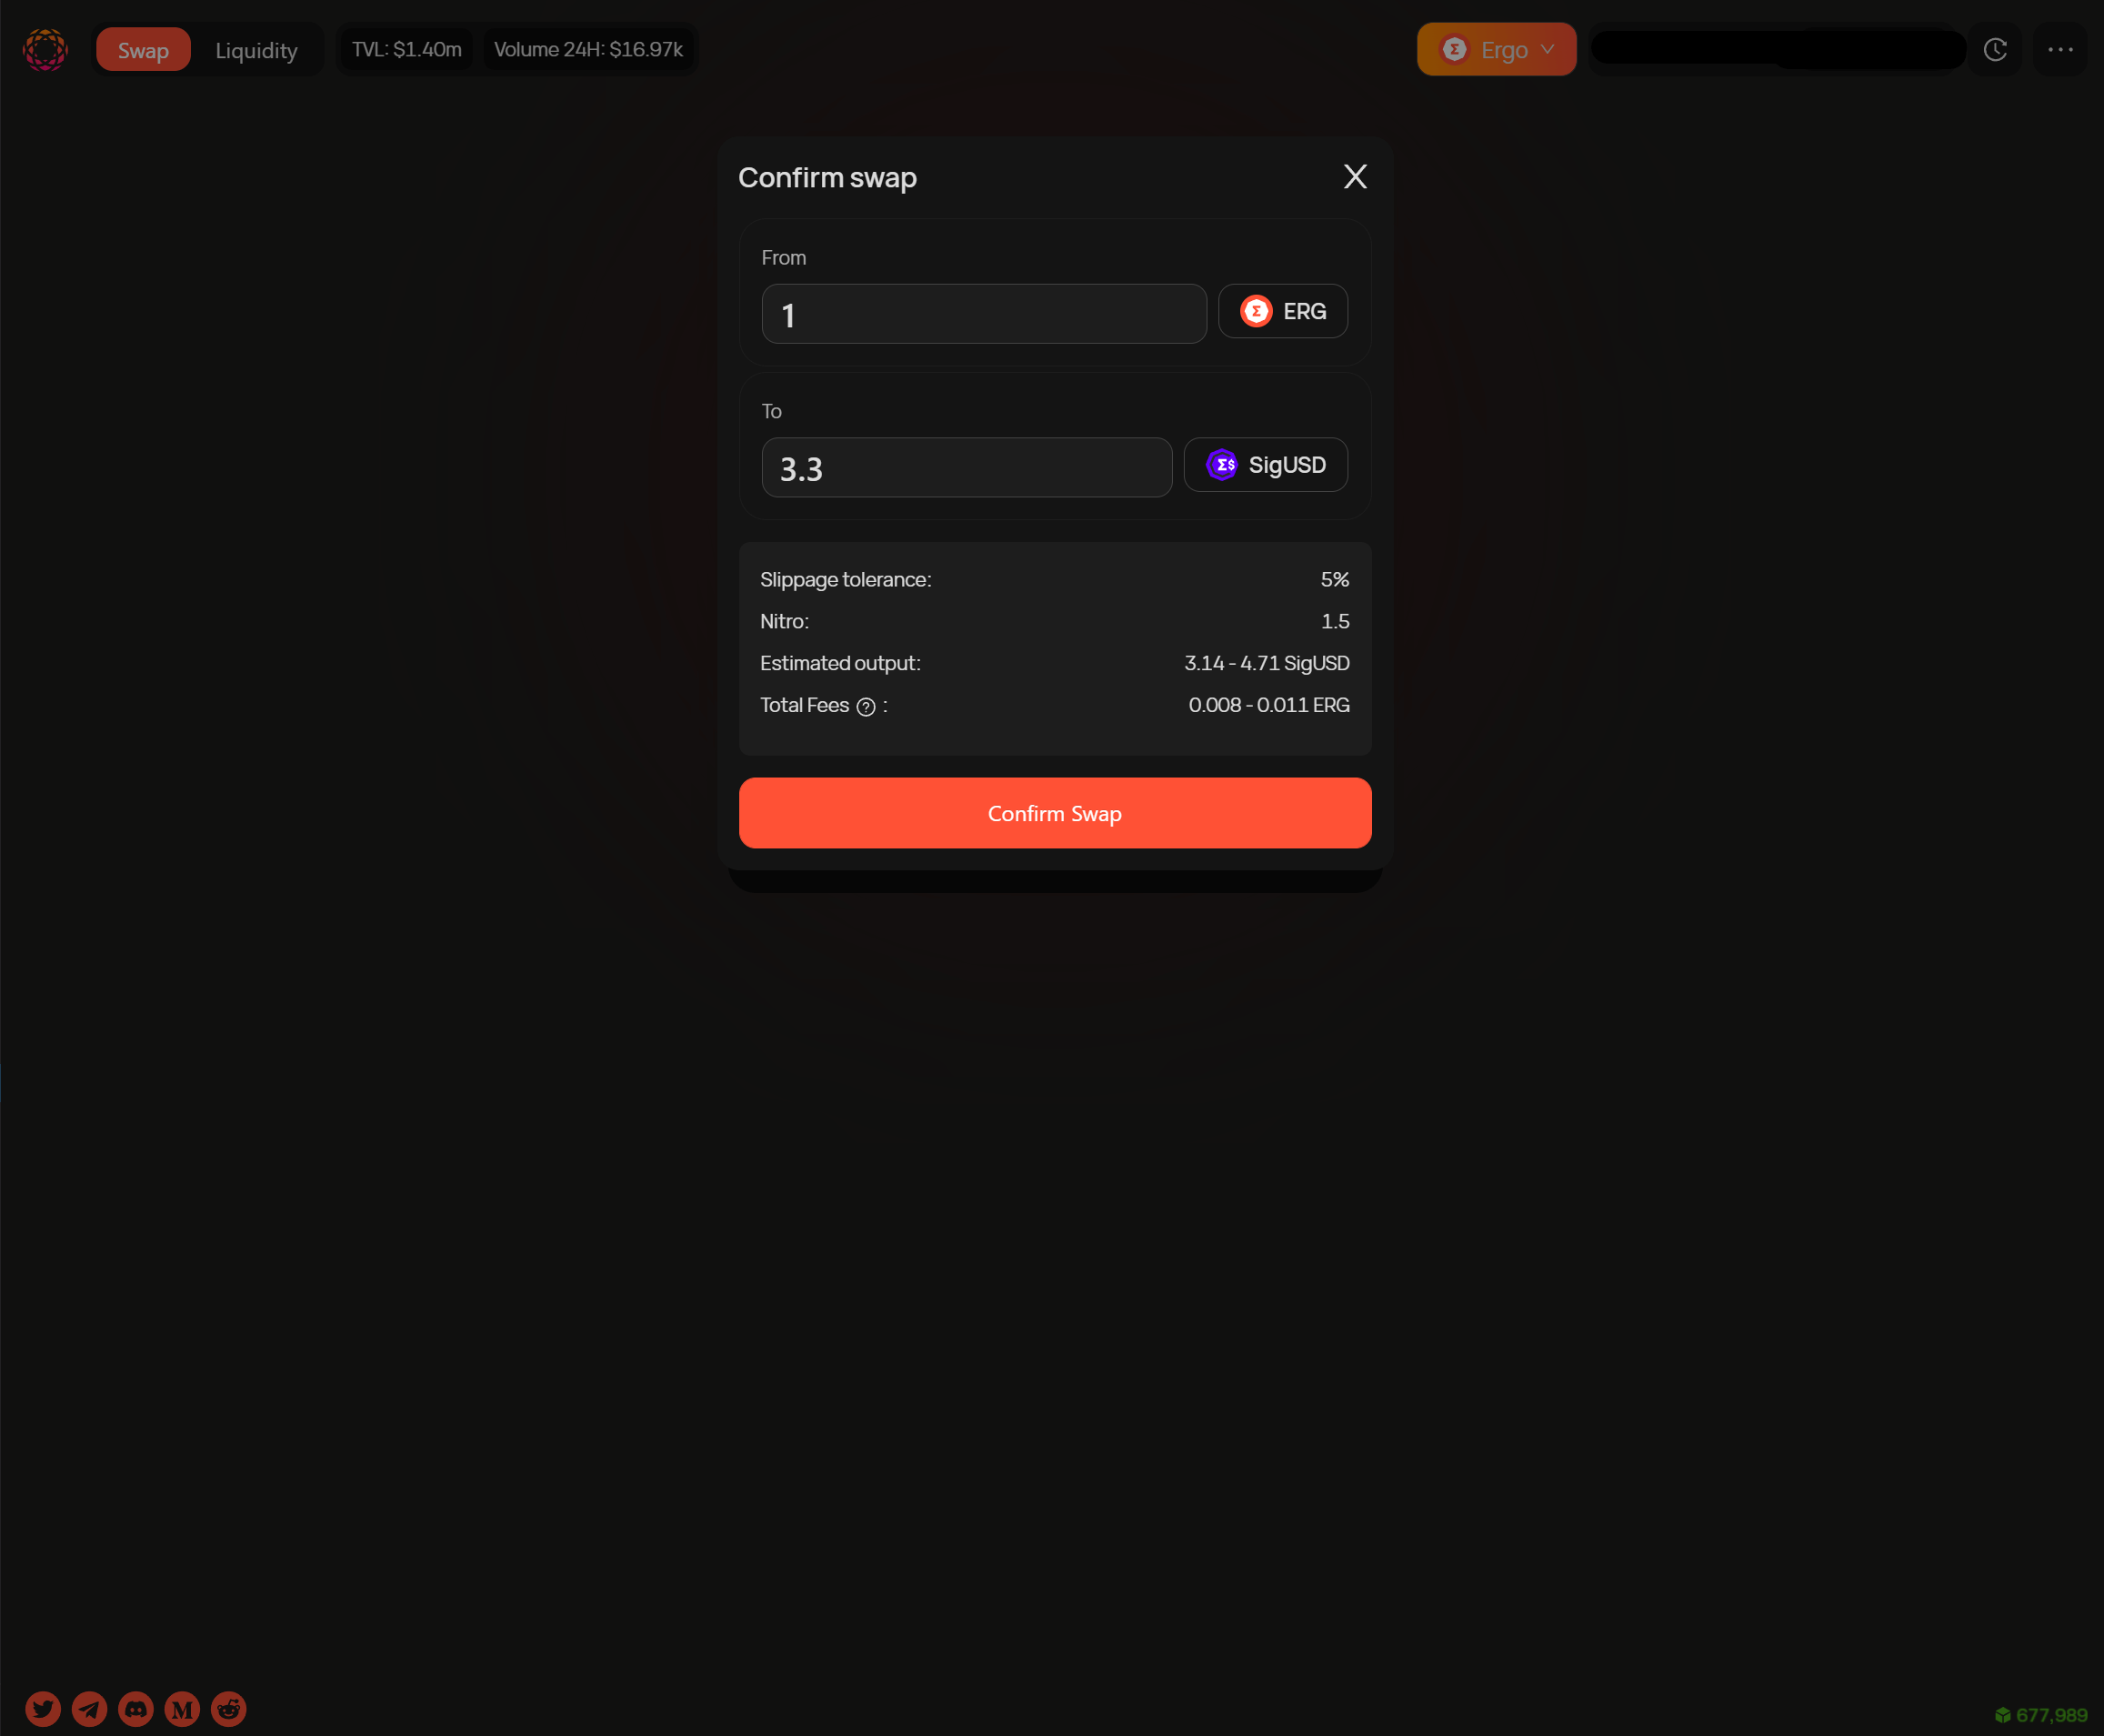 Swap Liquidity TVL: $1.40m Volume 24H: $16.97k Σ Ergo
Confirm swap
From
1 Σ ERG
To
3.3 Σ$ SigUSD
Slippage tolerance: 5%
Nitro: 1.5
Estimated output: 3.14 - 4.71 SigUSD
Total Fees ? : 0.008 - 0.011 ERG
Confirm Swap
M 677,989